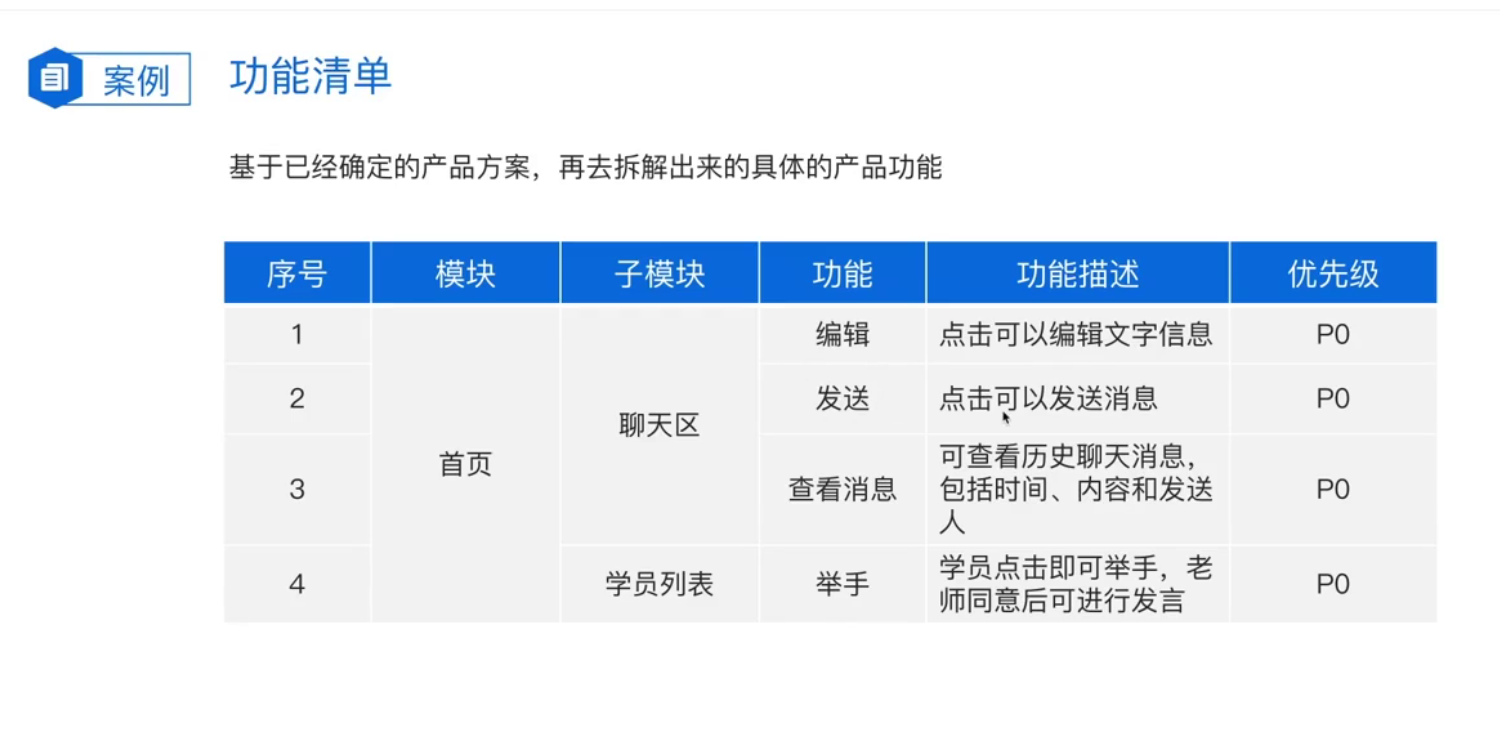 案例
功能清单
基于已经确定的产品方案，再去拆解出来的具体的产品功能
序号 模块 子模块 功能 功能描述 优先级
1 编辑 点击可以编辑文字信息 P0
2 发送 点击可以发送消息 P0
聊天区
首页
可查看历史聊天消息，
3 查看消息 包括时间、内容和发送 P0
人
学员点击即可举手，老
4 学员列表 举手 P0
师同意后可进行发言